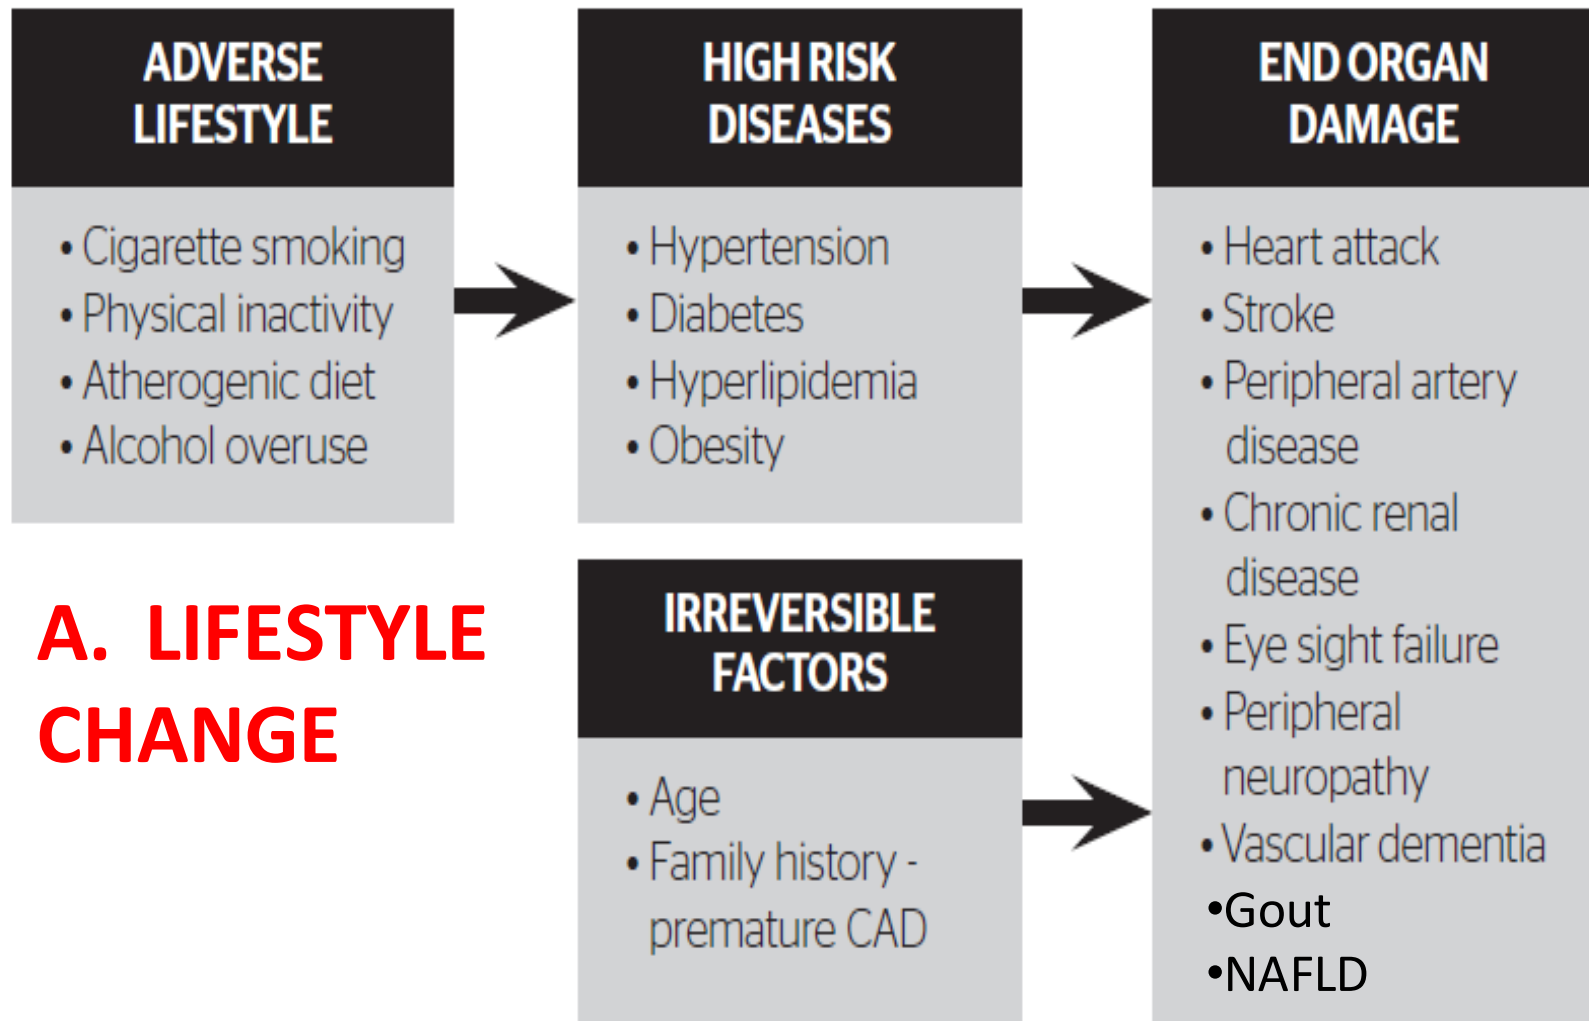 ADVERSE
LIFESTYLE
• Cigarette smoking
• Physical inactivity
• Atherogenic diet
• Alcohol overuse
HIGH RISK
DISEASES
• Hypertension
• Diabetes
• Hyperlipidemia
• Obesity
END ORGAN
DAMAGE
• Heart attack
• Stroke
• Peripheral artery
disease
• Chronic renal
disease
• Eye sight failure
• Peripheral
neuropathy
• Vascular dementia
•Gout
•NAFLD
A. LIFESTYLE
CHANGE
IRREVERSIBLE
FACTORS
• Age
• Family history -
premature CAD